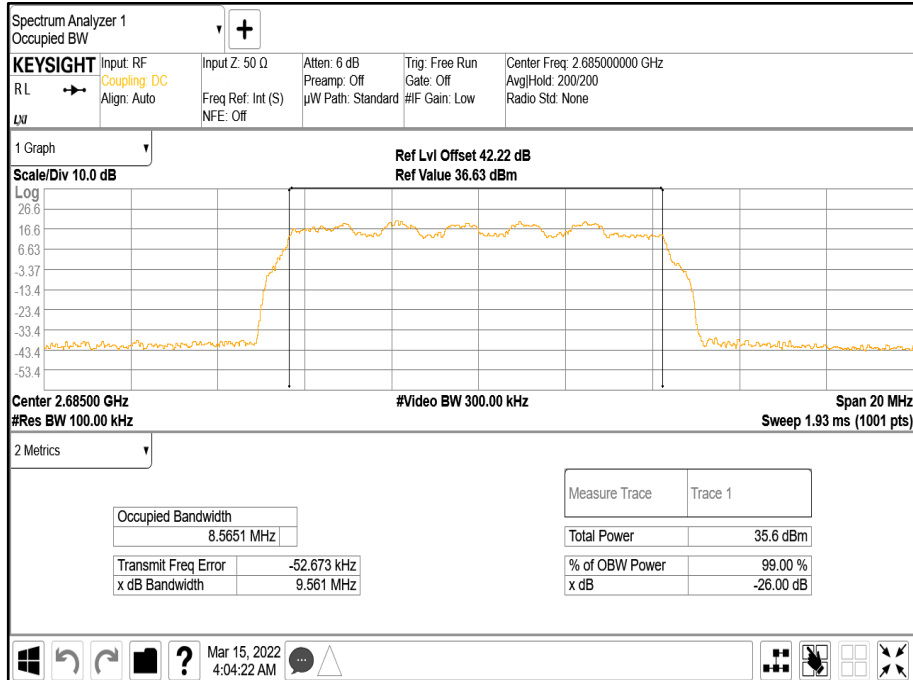 Spectrum Analyzer 1
Occupied BW
KEYSIGHT
RL
LXI
Input: RF
Coupling: DC
Align: Auto
Input Z: 50 Ω
Freq Ref: Int (S)
NFE: Off
Atten: 6 dB
Preamp: Off
µW Path: Standard
Trig: Free Run
Gate: Off
#IF Gain: Low
Center Freq: 2.685000000 GHz
Avg|Hold: 200/200
Radio Std: None
1 Graph
Ref Lvl Offset 42.22 dB
Scale/Div 10.0 dB
Ref Value 36.63 dBm
Log
26.6
16.6
6.63
-3.37
-13.4
-23.4
-33.4
-43.4
-53.4
Center 2.68500 GHz
#Video BW 300.00 kHz
Span 20 MHz
#Res BW 100.00 kHz
Sweep 1.93 ms (1001 pts)
2 Metrics
Occupied Bandwidth
8.5651 MHz
Transmit Freq Error -52.673 kHz
x dB Bandwidth 9.561 MHz
Measure Trace Trace 1
Total Power 35.6 dBm
% of OBW Power 99.00 %
x dB -26.00 dB
?
Mar 15, 2022
4:04:22 AM